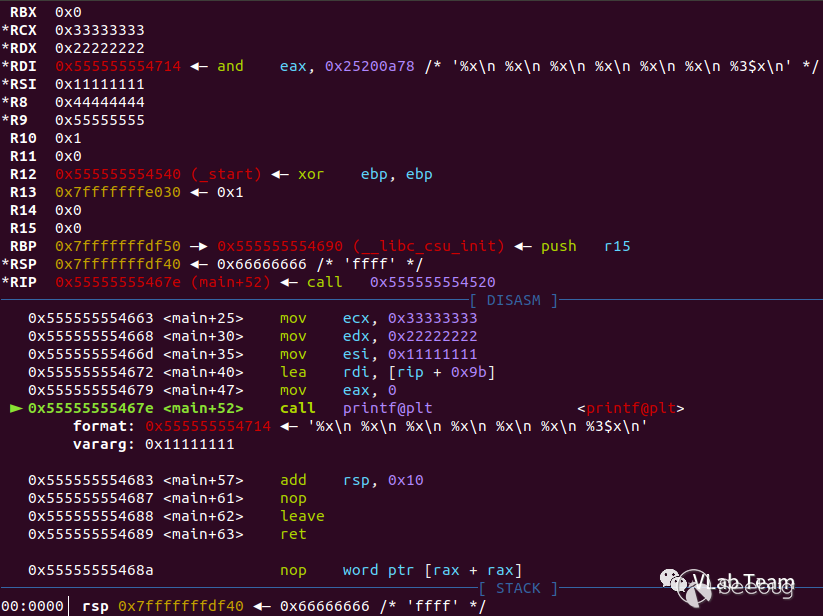 RBX  0x0
*RCX  0x33333333
*RDX  0x22222222
*RDI  0x555555554714 ◂— and    eax, 0x25200a78 /* '%x\n %x\n %x\n %x\n %x\n %x\n %3$x\n' */
*RSI  0x11111111
*R8   0x44444444
*R9   0x55555555
R10  0x1
R11  0x0
R12  0x555555554540 (_start) ◂— xor    ebp, ebp
R13  0x7fffffffe030 ◂— 0x1
R14  0x0
R15  0x0
RBP  0x7fffffffdf50 —▸ 0x555555554690 (__libc_csu_init) ◂— push   r15
*RSP  0x7fffffffdf40 ◂— 0x66666666 /* 'ffff' */
*RIP  0x55555555467e (main+52) ◂— call   0x555555554520
[ DISASM ]
0x555555554663 <main+25>    mov    ecx, 0x33333333
0x555555554668 <main+30>    mov    edx, 0x22222222
0x55555555466d <main+35>    mov    esi, 0x11111111
0x555555554672 <main+40>    lea    rdi, [rip + 0x9b]
0x555555554679 <main+47>    mov    eax, 0
► 0x55555555467e <main+52>    call   printf@plt                <printf@plt>
format: 0x555555554714 ◂— '%x\n %x\n %x\n %x\n %x\n %x\n %3$x\n'
vararg: 0x11111111
0x555555554683 <main+57>    add    rsp, 0x10
0x555555554687 <main+61>    nop
0x555555554688 <main+62>    leave
0x555555554689 <main+63>    ret
0x55555555468a              nop    word ptr [rax + rax]
[ STACK ]
00:0000│ rsp 0x7fffffffdf40 ◂— 0x66666666 /* 'ffff' */
VLab Team